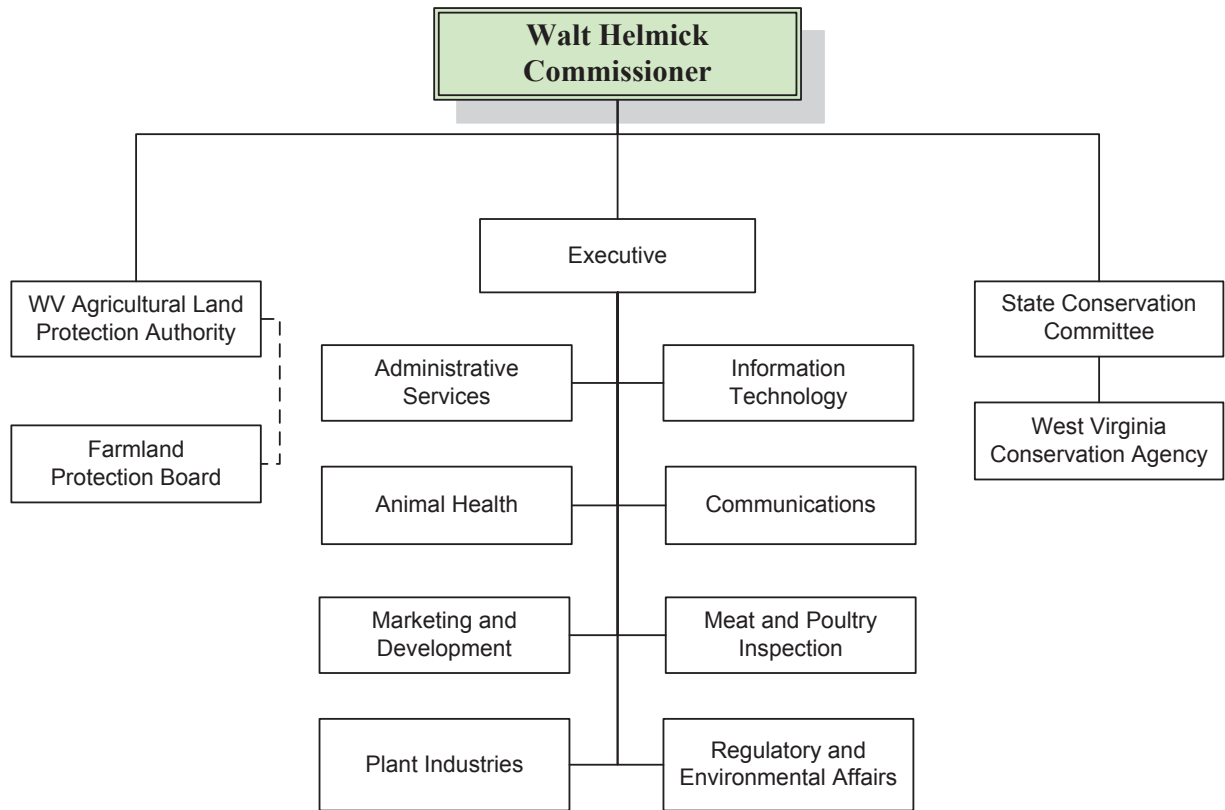 Walt Helmick
Commissioner
Executive
WV Agricultural Land
Protection Authority
State Conservation
Committee
Administrative
Services
Information
Technology
Farmland
Protection Board
West Virginia
Conservation Agency
Animal Health
Communications
Marketing and
Development
Meat and Poultry
Inspection
Plant Industries
Regulatory and
Environmental Affairs